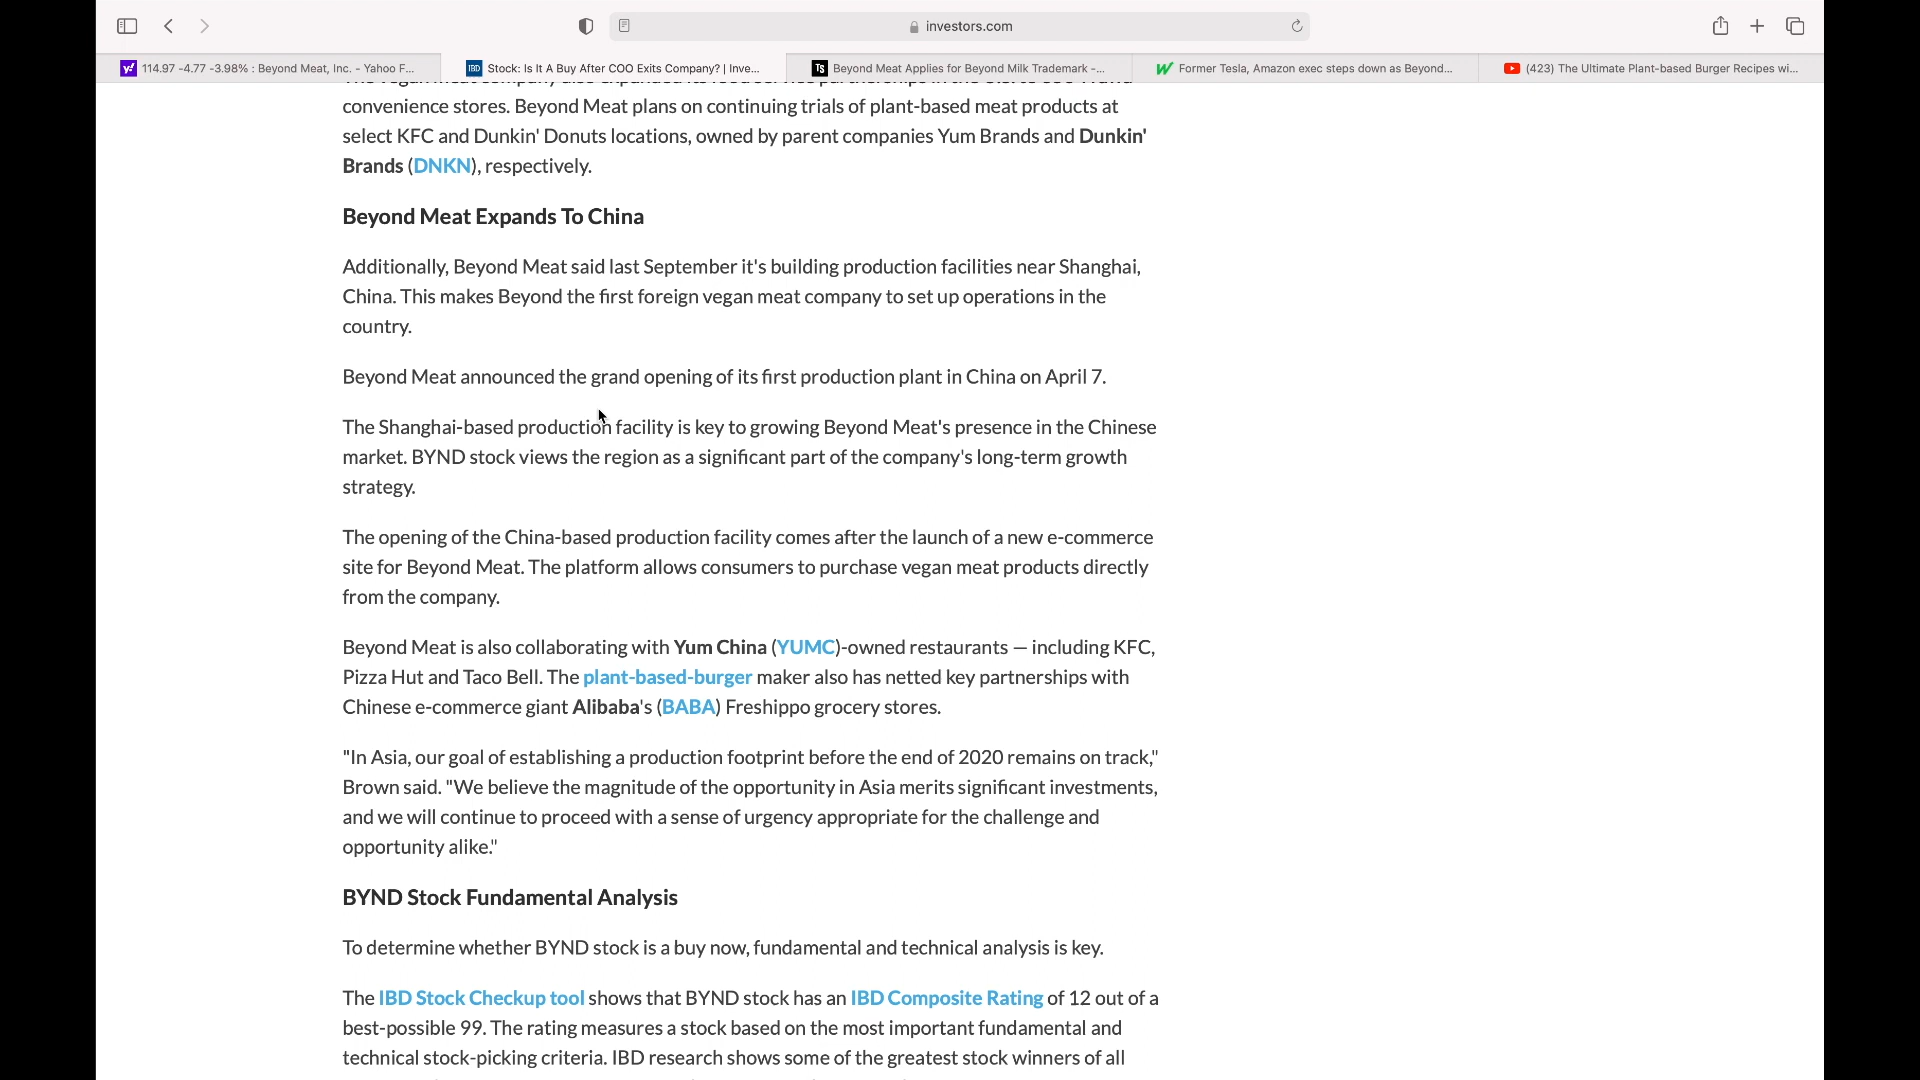 investors.com
114.97 -4.77 -3.98% : Beyond Meat, Inc. - Yahoo F...
IBD Stock: Is It A Buy After COO Exits Company? | Inve...
TS Beyond Meat Applies for Beyond Milk Trademark -...
Former Tesla, Amazon exec steps down as Beyond...
(423) The Ultimate Plant-based Burger Recipes wi...
convenience stores. Beyond Meat plans on continuing trials of plant-based meat products at
select KFC and Dunkin' Donuts locations, owned by parent companies Yum Brands and Dunkin'
Brands (DNKN), respectively.
Beyond Meat Expands To China
Additionally, Beyond Meat said last September it's building production facilities near Shanghai,
China. This makes Beyond the first foreign vegan meat company to set up operations in the
country.
Beyond Meat announced the grand opening of its first production plant in China on April 7.
The Shanghai-based production facility is key to growing Beyond Meat's presence in the Chinese
market. BYND stock views the region as a significant part of the company's long-term growth
strategy.
The opening of the China-based production facility comes after the launch of a new e-commerce
site for Beyond Meat. The platform allows consumers to purchase vegan meat products directly
from the company.
Beyond Meat is also collaborating with Yum China (YUMC)-owned restaurants — including KFC,
Pizza Hut and Taco Bell. The plant-based-burger maker also has netted key partnerships with
Chinese e-commerce giant Alibaba's (BABA) Freshippo grocery stores.
"In Asia, our goal of establishing a production footprint before the end of 2020 remains on track,"
Brown said. "We believe the magnitude of the opportunity in Asia merits significant investments,
and we will continue to proceed with a sense of urgency appropriate for the challenge and
opportunity alike."
BYND Stock Fundamental Analysis
To determine whether BYND stock is a buy now, fundamental and technical analysis is key.
The IBD Stock Checkup tool shows that BYND stock has an IBD Composite Rating of 12 out of a
best-possible 99. The rating measures a stock based on the most important fundamental and
technical stock-picking criteria. IBD research shows some of the greatest stock winners of all